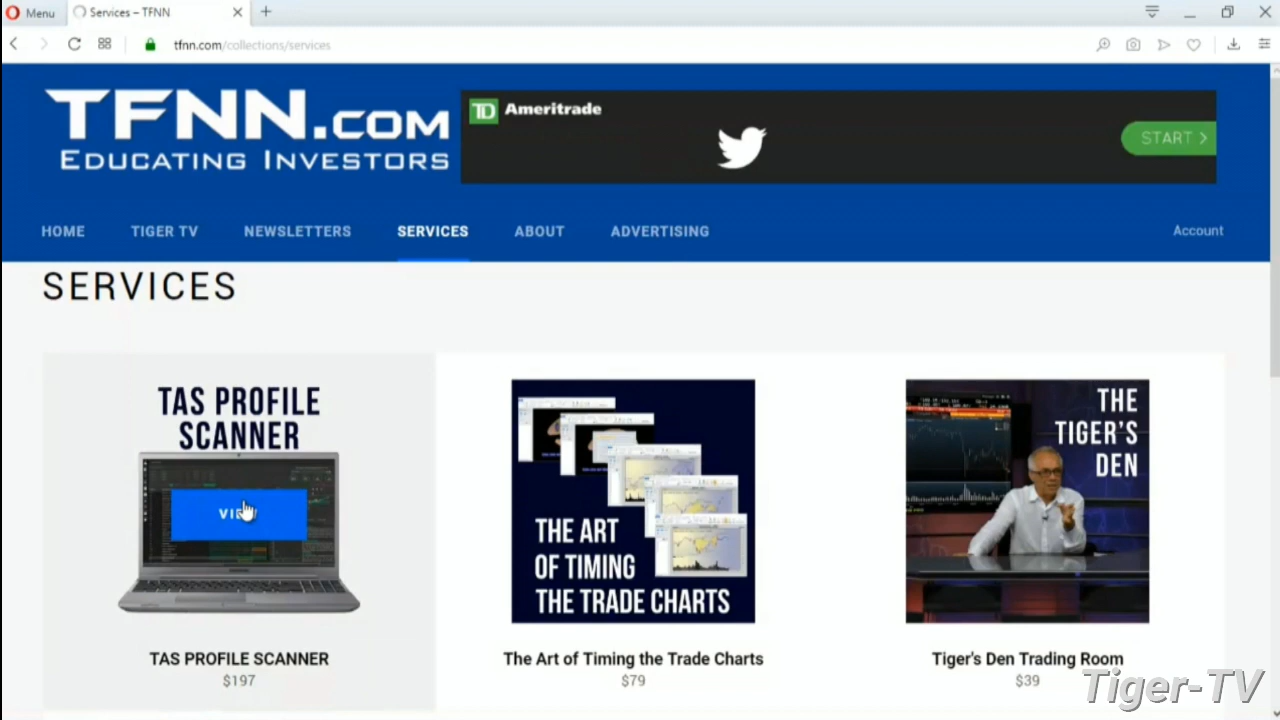 Menu
Services – TFNN
tfnn.com/collections/services
TFNN.COM
EDUCATING INVESTORS
TD Ameritrade
START >
HOME
TIGER TV
NEWSLETTERS
SERVICES
ABOUT
ADVERTISING
Account
SERVICES
TAS PROFILE
SCANNER
TAS PROFILE SCANNER
$197
THE ART
OF TIMING
THE TRADE CHARTS
The Art of Timing the Trade Charts
$79
THE
TIGER'S
DEN
Tiger's Den Trading Room
$39
Tiger-TV